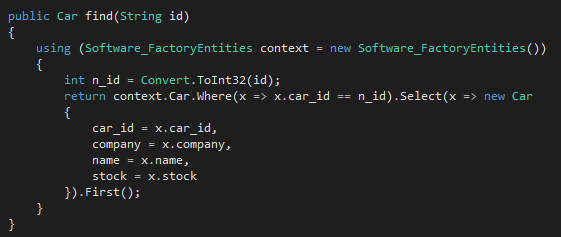 public Car find(String id)
{
    using (Software_FactoryEntities context = new Software_FactoryEntities())
    {
        int n_id = Convert.ToInt32(id);
        return context.Car.Where(x => x.car_id == n_id).Select(x => new Car
        {
            car_id = x.car_id,
            company = x.company,
            name = x.name,
            stock = x.stock
        }).First();
    }
}